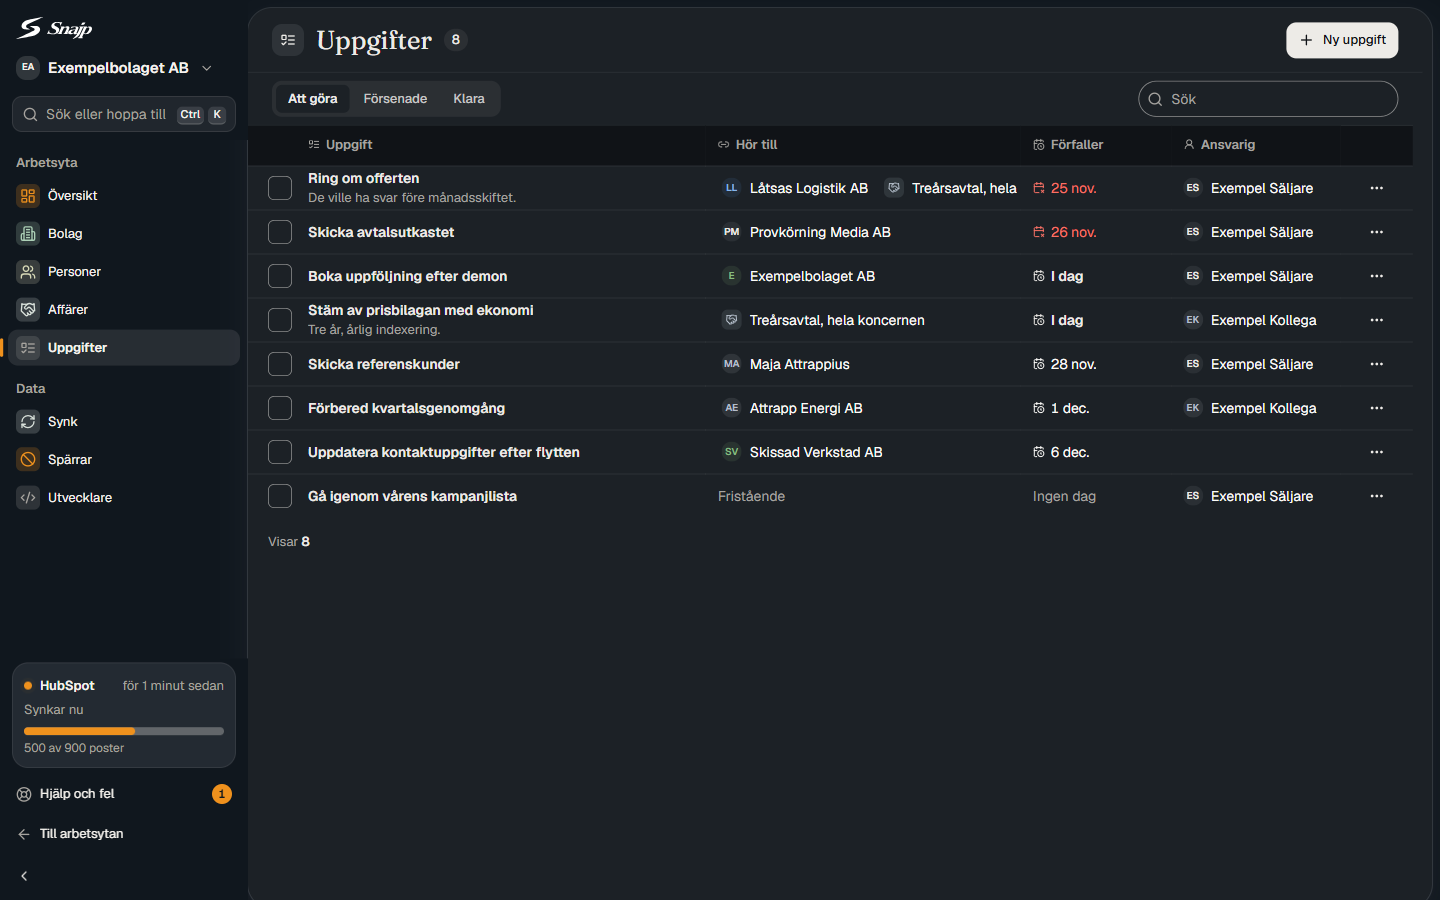 Snajp
EA Exempelbolaget AB
Sök eller hoppa till Ctrl K
Arbetsyta
Översikt
Bolag
Personer
Affärer
Uppgifter
Data
Synk
Spärrar
Utvecklare
HubSpot för 1 minut sedan
Synkar nu
500 av 900 poster
Hjälp och fel 1
Till arbetsytan
Uppgifter 8
Ny uppgift
Att göra Försenade Klara
Sök
Uppgift Hör till Förfaller Ansvarig
Ring om offerten
De ville ha svar före månadsskiftet.
LL Låtsas Logistik AB Treårsavtal, hela 25 nov. ES Exempel Säljare
Skicka avtalsutkastet PM Provkörning Media AB 26 nov. ES Exempel Säljare
Boka uppföljning efter demon E Exempelbolaget AB I dag ES Exempel Säljare
Stäm av prisbilagan med ekonomi
Tre år, årlig indexering.
Treårsavtal, hela koncernen I dag EK Exempel Kollega
Skicka referenskunder MA Maja Attrappius 28 nov. ES Exempel Säljare
Förbered kvartalsgenomgång AE Attrapp Energi AB 1 dec. EK Exempel Kollega
Uppdatera kontaktuppgifter efter flytten SV Skissad Verkstad AB 6 dec.
Gå igenom vårens kampanjlista Fristående Ingen dag ES Exempel Säljare
Visar 8